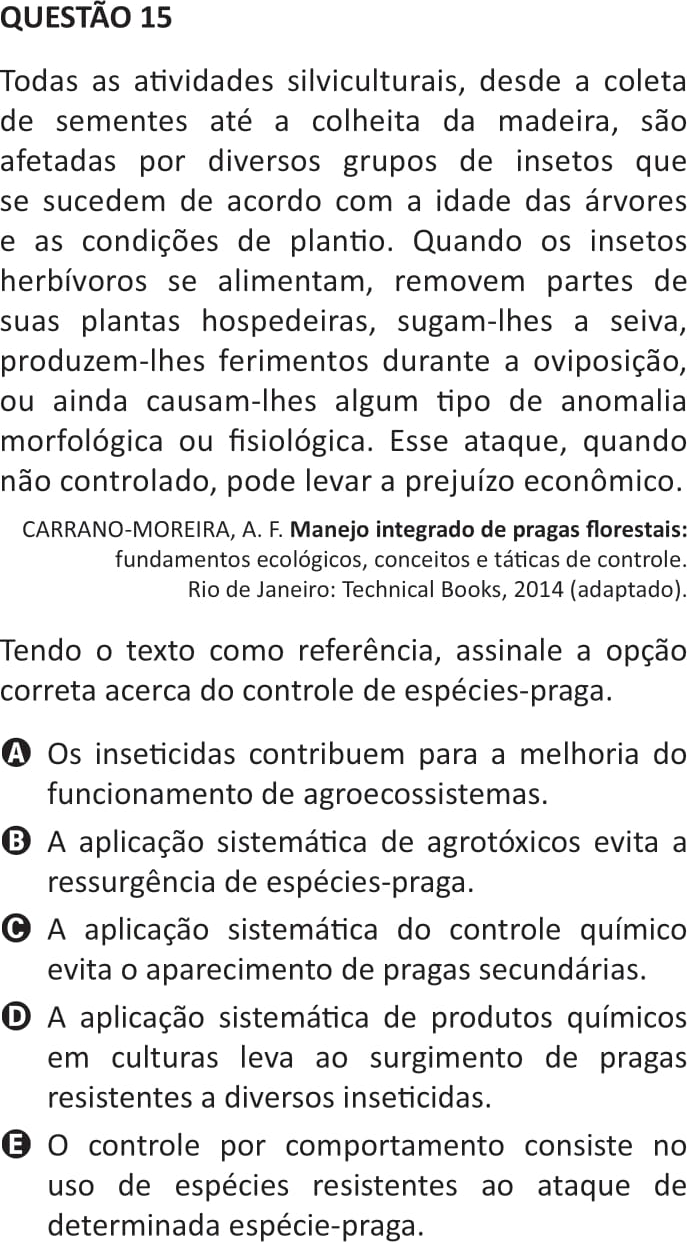 QUESTÃO 15
Todas as atividades silviculturais, desde a coleta
de sementes até a colheita da madeira, são
afetadas por diversos grupos de insetos que
se sucedem de acordo com a idade das árvores
e as condições de plantio. Quando os insetos
herbívoros se alimentam, removem partes de
suas plantas hospedeiras, sugam-lhes a seiva,
produzem-lhes ferimentos durante a oviposição,
ou ainda causam-lhes algum tipo de anomalia
morfológica ou fisiológica. Esse ataque, quando
não controlado, pode levar a prejuízo econômico.
CARRANO-MOREIRA, A. F. Manejo integrado de pragas florestais:
fundamentos ecológicos, conceitos e táticas de controle.
Rio de Janeiro: Technical Books, 2014 (adaptado).
Tendo o texto como referência, assinale a opção
correta acerca do controle de espécies-praga.
A Os inseticidas contribuem para a melhoria do
funcionamento de agroecossistemas.
B A aplicação sistemática de agrotóxicos evita a
ressurgência de espécies-praga.
C A aplicação sistemática do controle químico
evita o aparecimento de pragas secundárias.
D A aplicação sistemática de produtos químicos
em culturas leva ao surgimento de pragas
resistentes a diversos inseticidas.
E O controle por comportamento consiste no
uso de espécies resistentes ao ataque de
determinada espécie-praga.